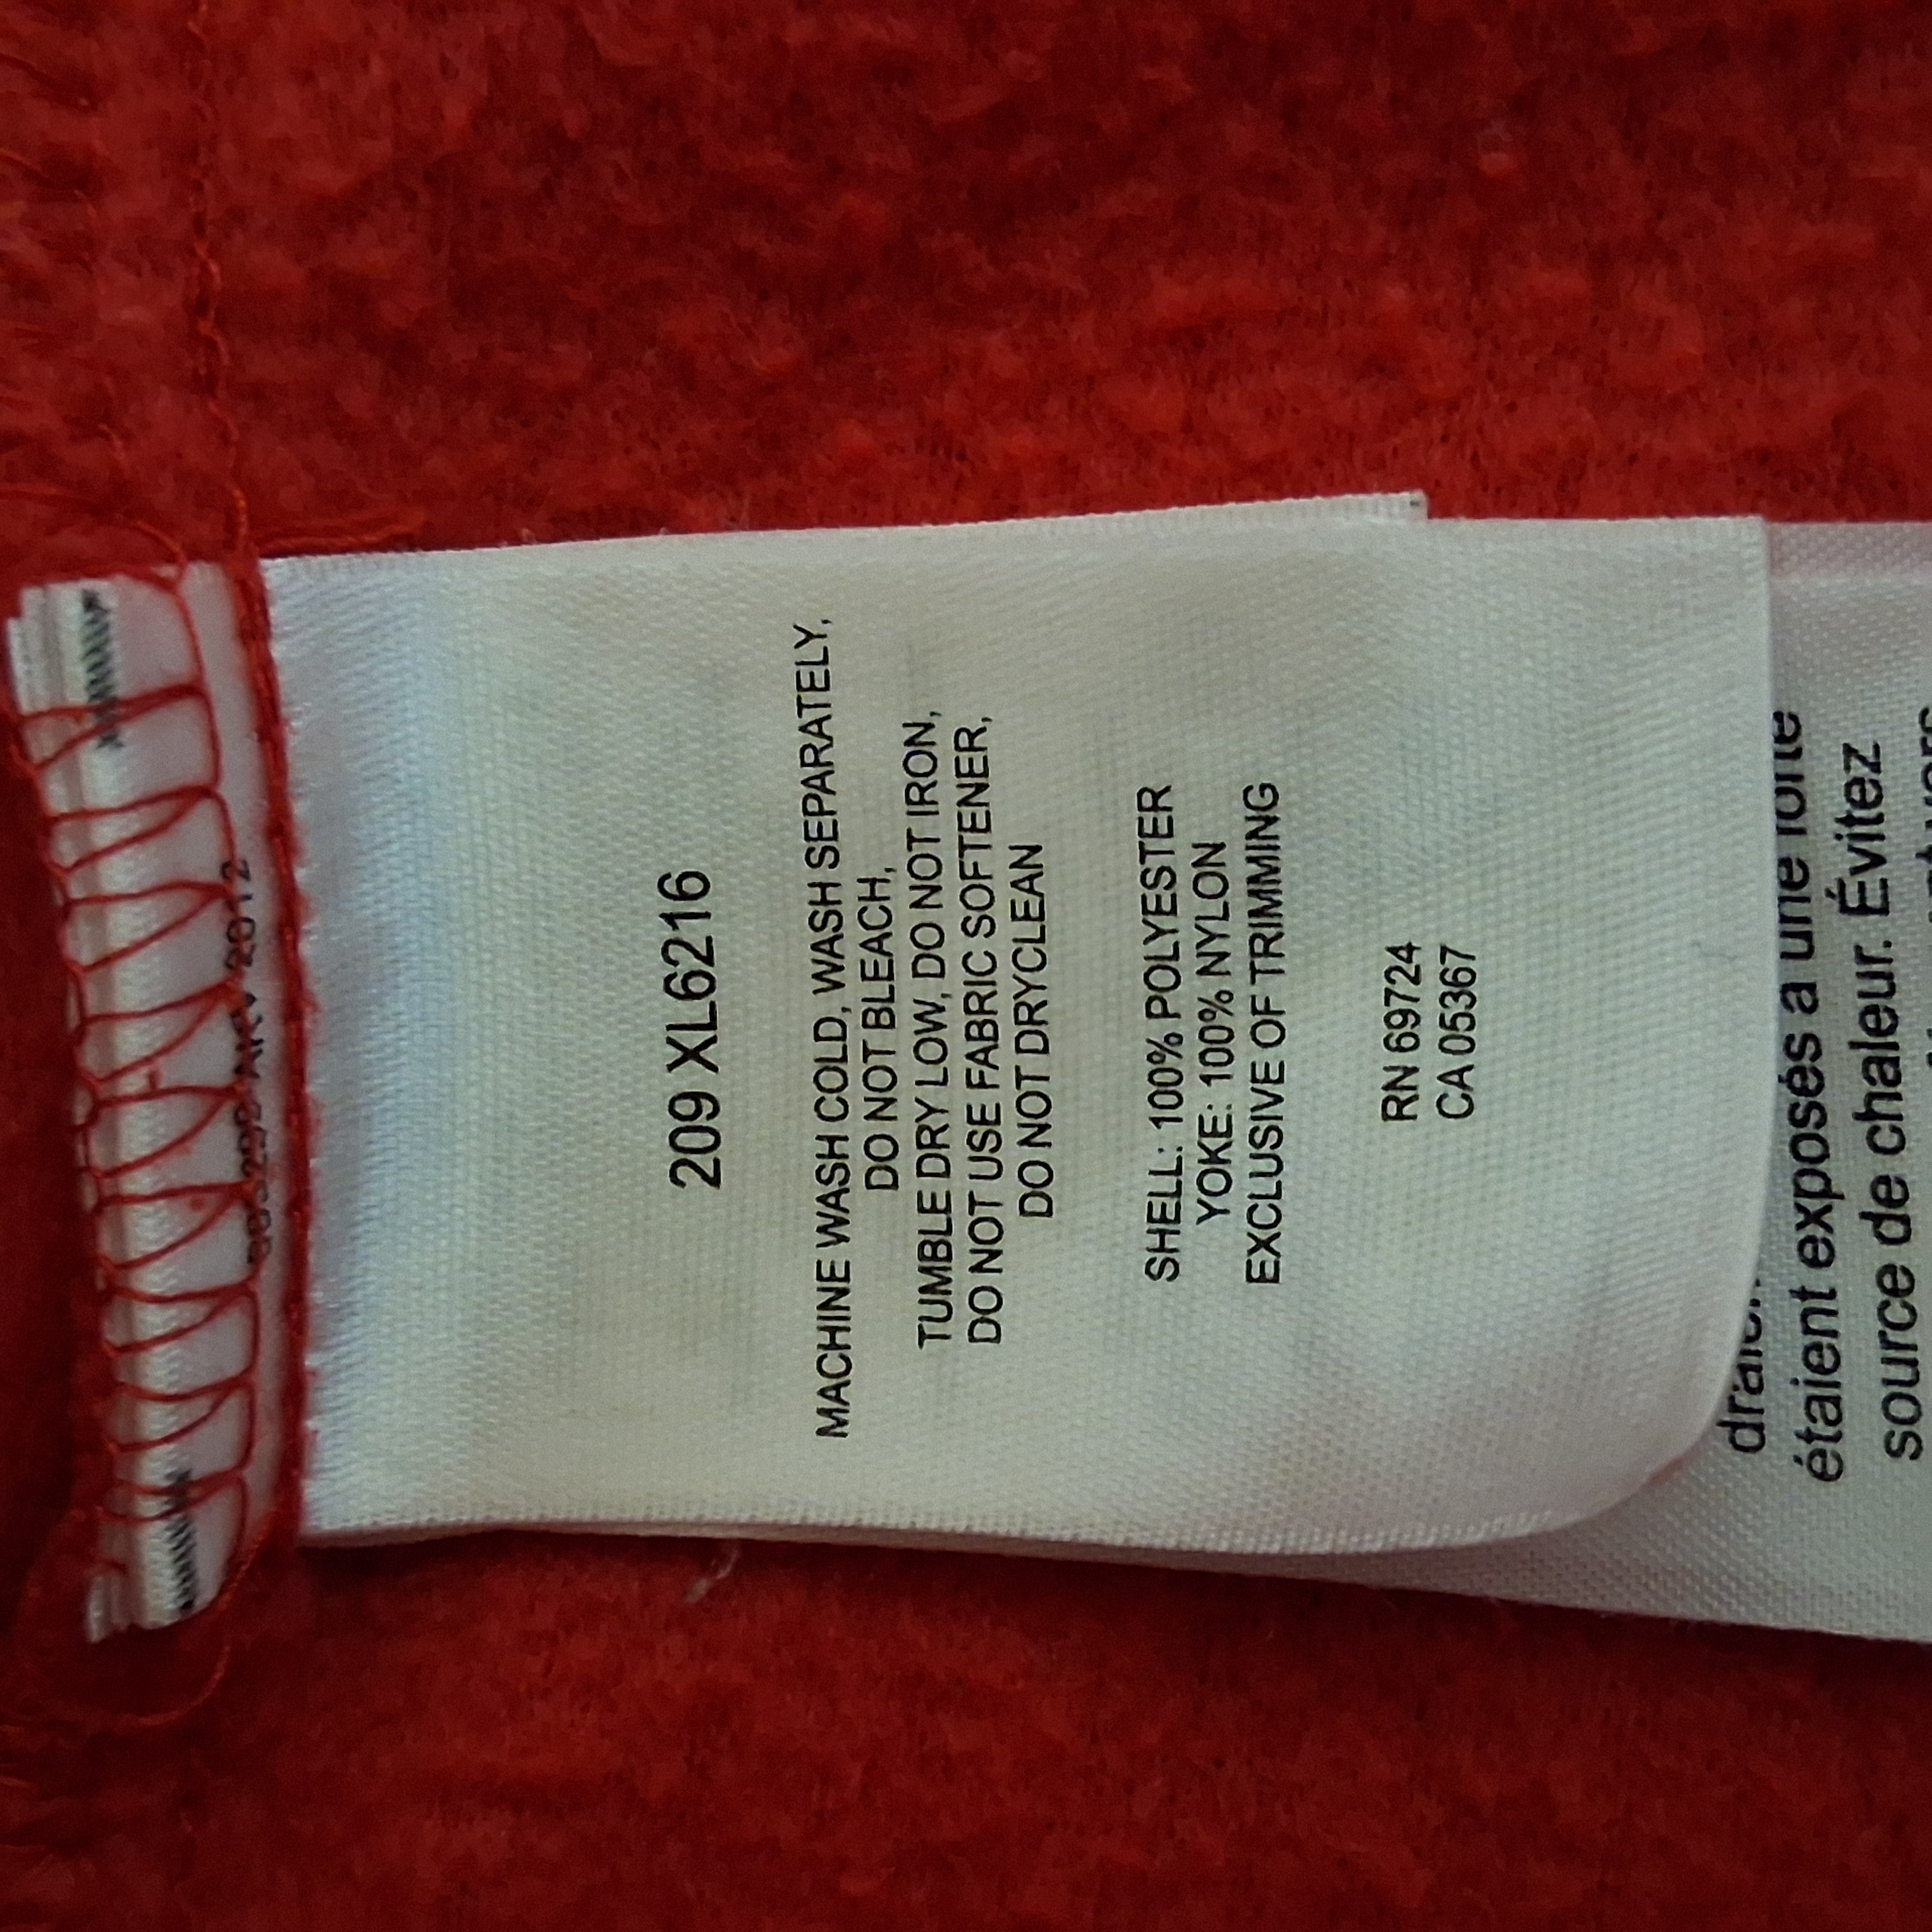 2012
209 XL6216
MACHINE WASH COLD, WASH SEPARATELY,
DO NOT BLEACH,
TUMBLE DRY LOW, DO NOT IRON,
DO NOT USE FABRIC SOFTENER,
DO NOT DRYCLEAN
SHELL: 100% POLYESTER
YOKE: 100% NYLON
EXCLUSIVE OF TRIMMING
RN 69724
CA 05367
étaient exposés à une forte
source de chaleur. Évitez